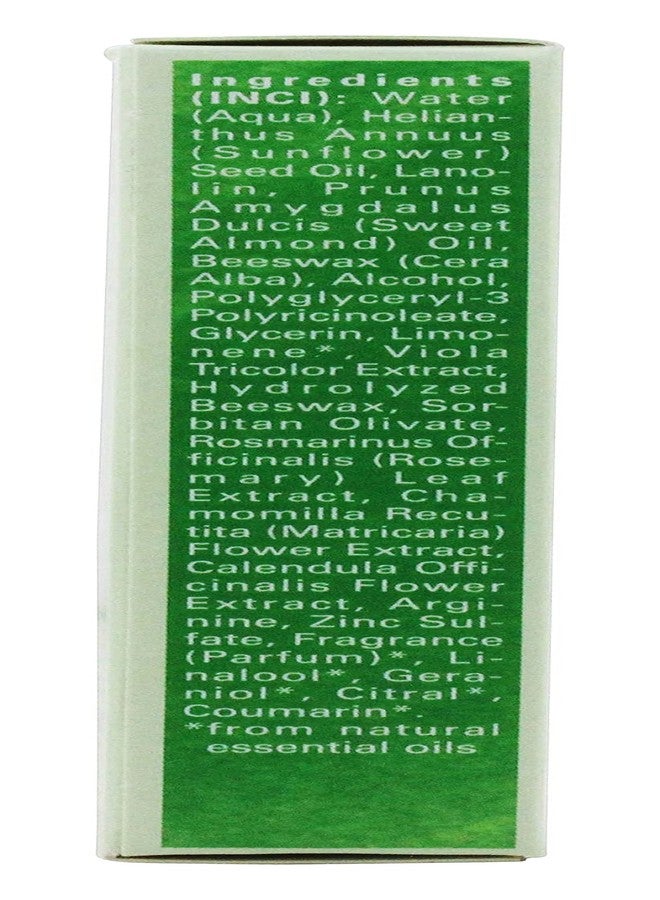 Ingredients
(INCI): Water
(Aqua), Helian-
thus Annuus
(Sunflower)
Seed Oil, Lano-
lin, Prunus
Amygdalus
Dulcis (Sweet
Almond) Oil,
Beeswax (Cera
Alba), Alcohol,
Polyglyceryl-3
Polyricinoleate,
Glycerin, Limo-
nene*, Viola
Tricolor Extract,
Hydrolyzed
Beeswax, Sor-
bitan Olivate,
Rosmarinus Of-
ficinalis (Rose-
mary) Leaf
Extract, Cha-
momilla Recu-
tita (Matricaria)
Flower Extract,
Calendula Offi-
cinalis Flower
Extract, Argi-
nine, Zinc Sul-
fate, Fragrance
(Parfum)*, Li-
nalool*, Gera-
niol*, Citral*,
Coumarin*.
*from natural
essential oils